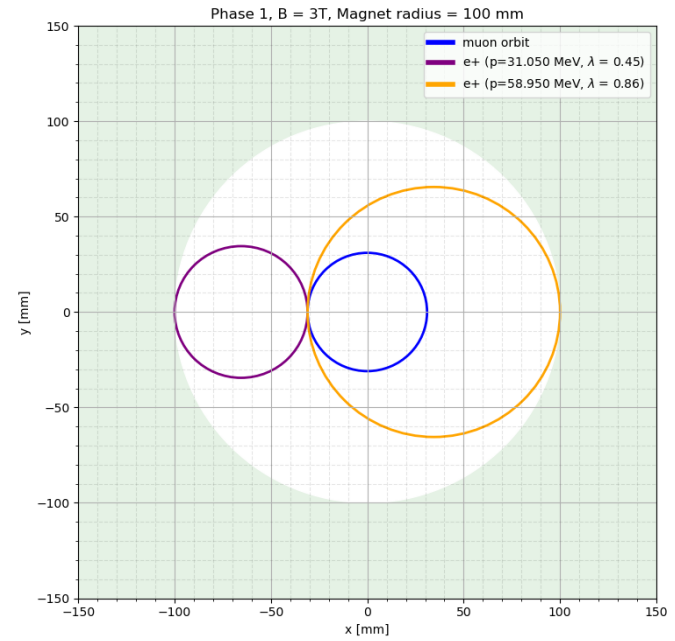 Phase 1, B = 3T, Magnet radius = 100 mm
muon orbit
e+ (p=31.050 MeV, λ = 0.45)
e+ (p=58.950 MeV, λ = 0.86)
150
100
50
0
−50
−100
−150
y [mm]
−150 −100 −50 0 50 100 150
x [mm]